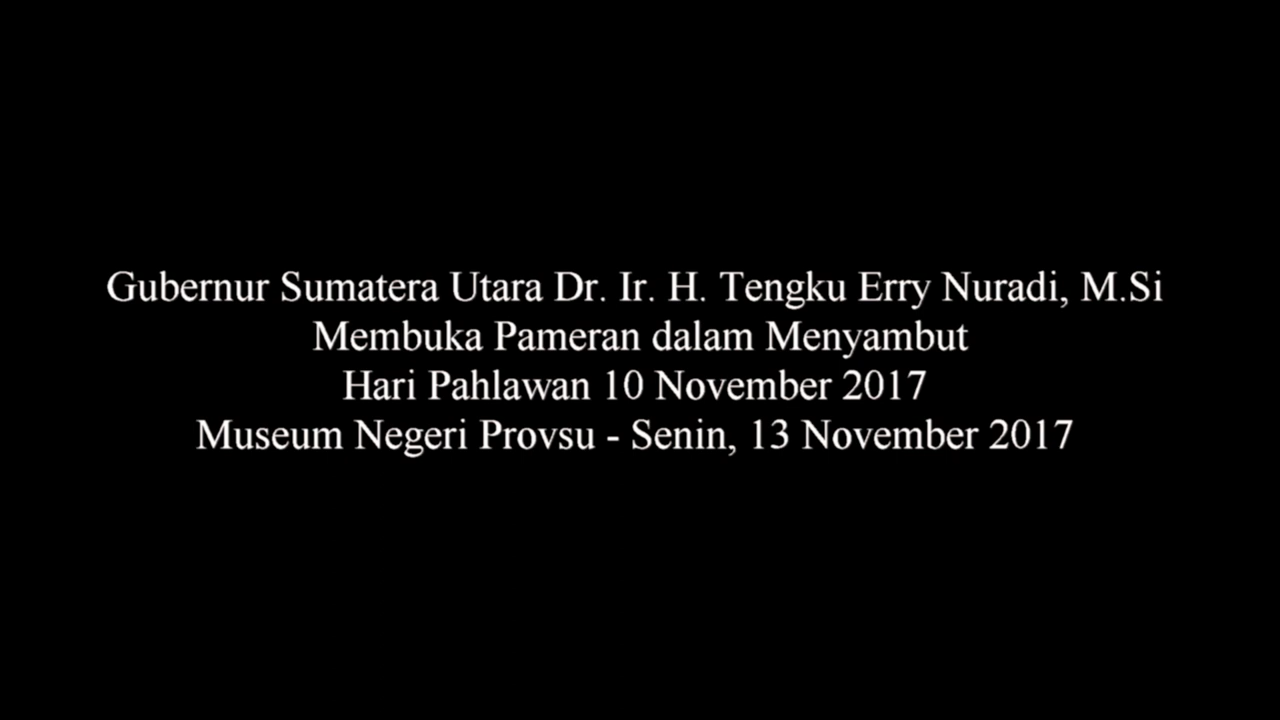 Gubernur Sumatera Utara Dr. Ir. H. Tengku Erry Nuradi, M.Si
Membuka Pameran dalam Menyambut
Hari Pahlawan 10 November 2017
Museum Negeri Provsu - Senin, 13 November 2017